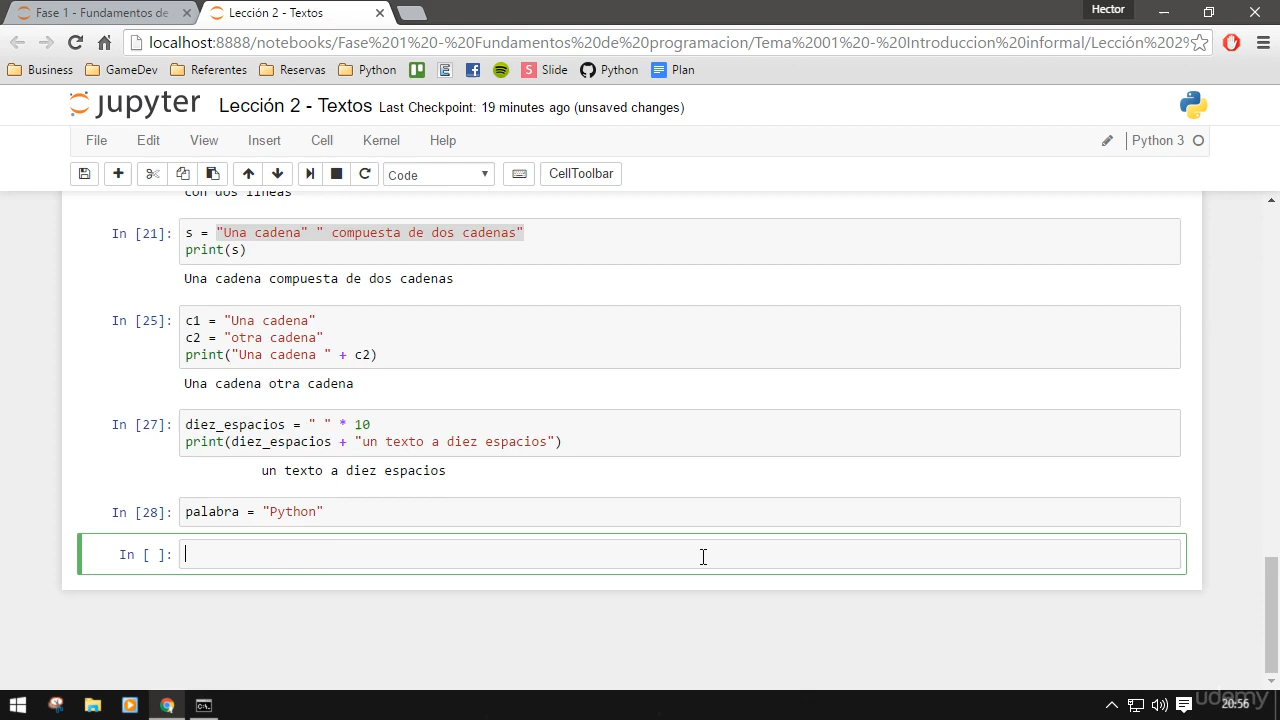 Fase 1 - Fundamentos de
Lección 2 - Textos
Hector
localhost:8888/notebooks/Fase%201%20-%20Fundamentos%20de%20programacion/Tema%2001%20-%20Introduccion%20informal/Lección%202%
Business
GameDev
Referentes
Reservas
Python
Slides
Python
Plan
jupyter
Lección 2 - Textos Last Checkpoint: 19 minutes ago (unsaved changes)
File Edit View Insert Cell Kernel Help
Python 3
Code
CellToolbar
con dos líneas
In [21]: s = "Una cadena" " compuesta de dos cadenas"
print(s)
Una cadena compuesta de dos cadenas
In [25]: c1 = "Una cadena"
c2 = "otra cadena"
print("Una cadena " + c2)
Una cadena otra cadena
In [27]: diez_espacios = " " * 10
print(diez_espacios + "un texto a diez espacios")
un texto a diez espacios
In [28]: palabra = "Python"
In [ ]:
udemy
20:56